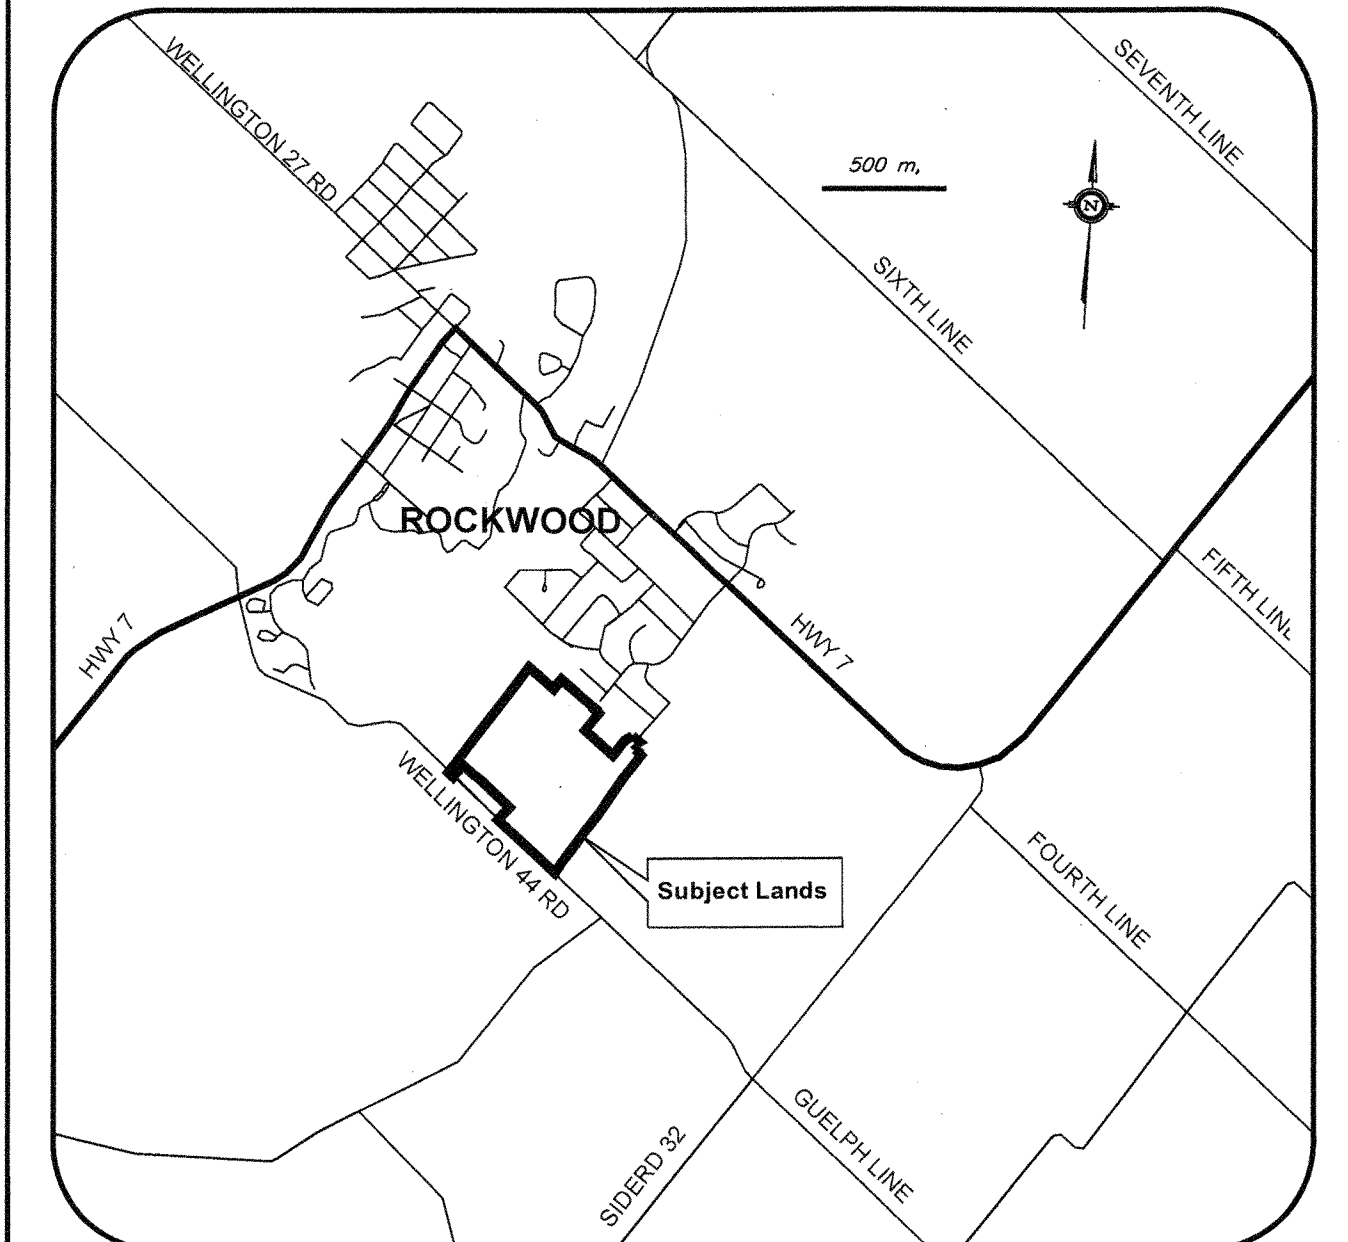 WELLINGTON 27 RD
SEVENTH LINE
500 m,
N
SIXTH LINE
ROCKWOOD
FIFTH LINE
HWY 7
HWY 7
WELLINGTON 44 RD
Subject Lands
FOURTH LINE
GUELPH LINE
SIDERD 32